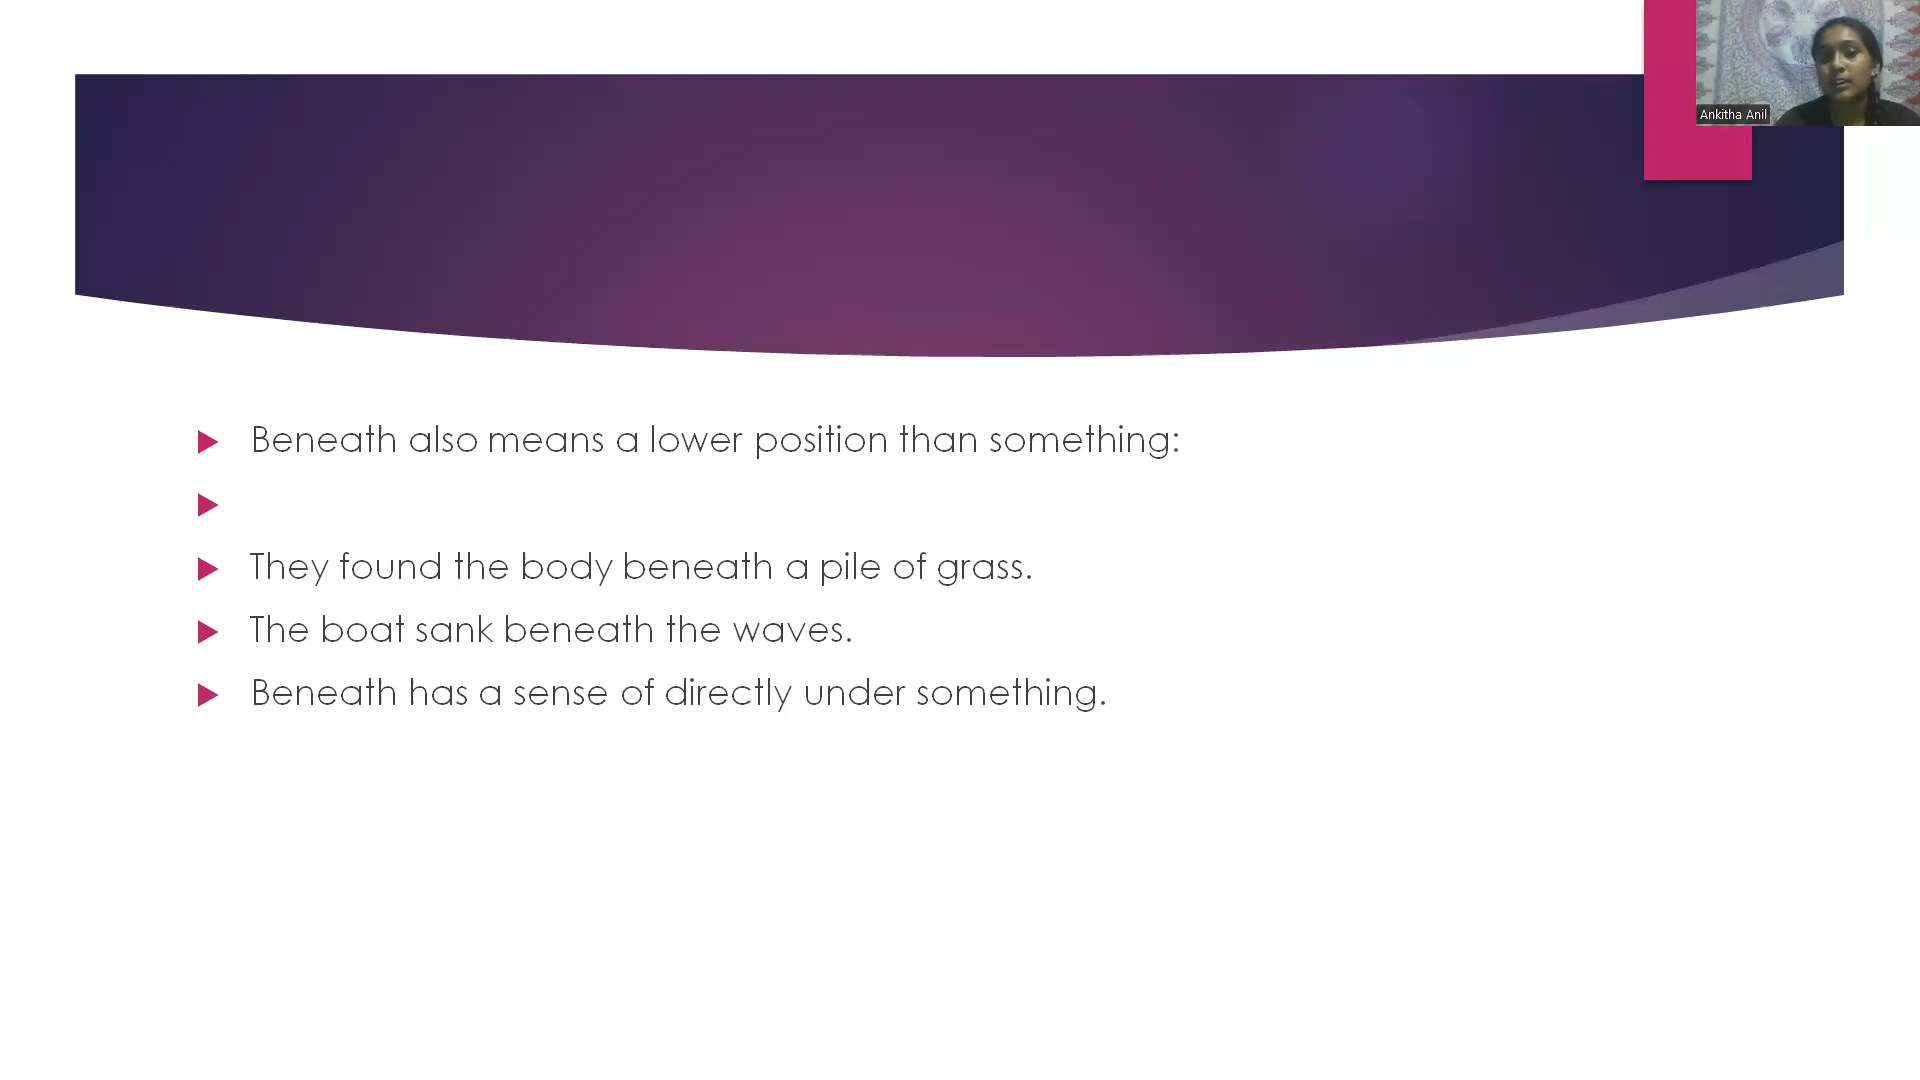 Ankitha Anil
Beneath also means a lower position than something:
They found the body beneath a pile of grass.
The boat sank beneath the waves.
Beneath has a sense of directly under something.